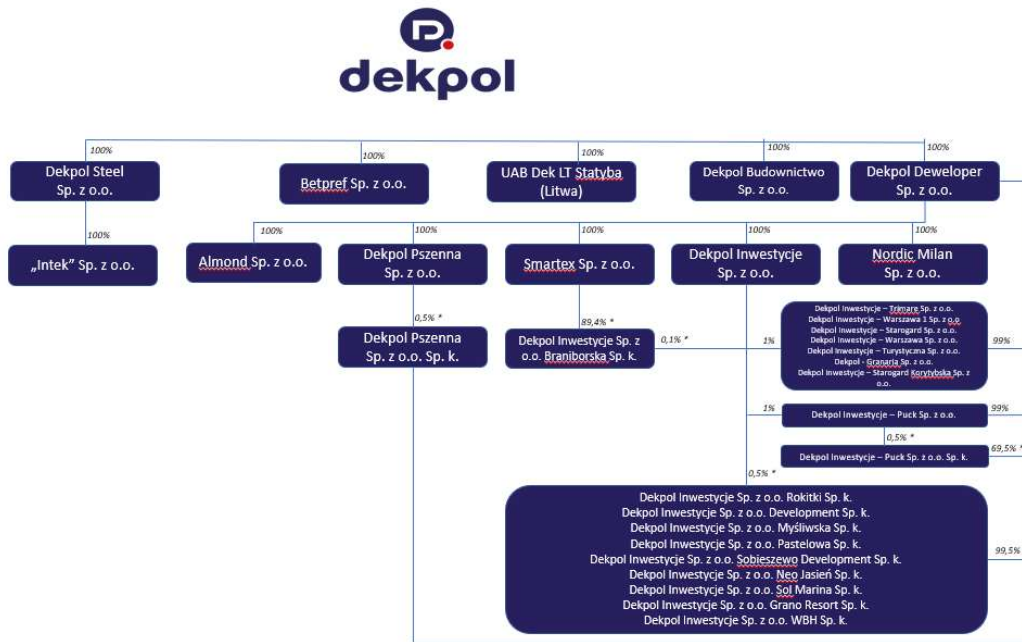 dekpol
100%
100%
100%
100%
100%
Dekpol Steel
Sp. z o.o.
Betpref Sp. z o.o.
UAB Dek LT Statyba
(Litwa)
Dekpol Budownictwo
Sp. z o.o.
Dekpol Deweloper
Sp. z o.o.
100%
100%
100%
100%
100%
100%
„Intek” Sp. z o.o.
Almond Sp. z o.o.
Dekpol Pszenna
Sp. z o.o.
Smartex Sp. z o.o.
Dekpol Inwestycje
Sp. z o.o.
Nordic Milan
Sp. z o.o.
0,5% *
89,4% *
Dekpol Pszenna
Sp. z o.o. Sp. k.
Dekpol Inwestycje Sp. z
o.o. Braniborska Sp. k.
0,1% *
1%
Dekpol Inwestycje – Trimare Sp. z o.o.
Dekpol Inwestycje – Warszawa 1 Sp. z o.o
Dekpol Inwestycje – Starogard Sp. z o.o.
Dekpol Inwestycje – Warszawa Sp. z o.o.
Dekpol Inwestycje – Turystyczna Sp. z o.o.
Dekpol - Granaria Sp. z o.o.
Dekpol Inwestycje – Starogard Korytybska Sp. z
o.o.
99%
1%
Dekpol Inwestycje – Puck Sp. z o.o.
99%
0,5% *
Dekpol Inwestycje – Puck Sp. z o.o. Sp. k.
69,5% *
0,5% *
Dekpol Inwestycje Sp. z o.o. Rokitki Sp. k.
Dekpol Inwestycje Sp. z o.o. Development Sp. k.
Dekpol Inwestycje Sp. z o.o. Myśliwska Sp. k.
Dekpol Inwestycje Sp. z o.o. Pastelowa Sp. k.
Dekpol Inwestycje Sp. z o.o. Sobieszewo Development Sp. k.
Dekpol Inwestycje Sp. z o.o. Neo Jasień Sp. k.
Dekpol Inwestycje Sp. z o.o. Sol Marina Sp. k.
Dekpol Inwestycje Sp. z o.o. Grano Resort Sp. k.
Dekpol Inwestycje Sp. z o.o. WBH Sp. k.
99,5%